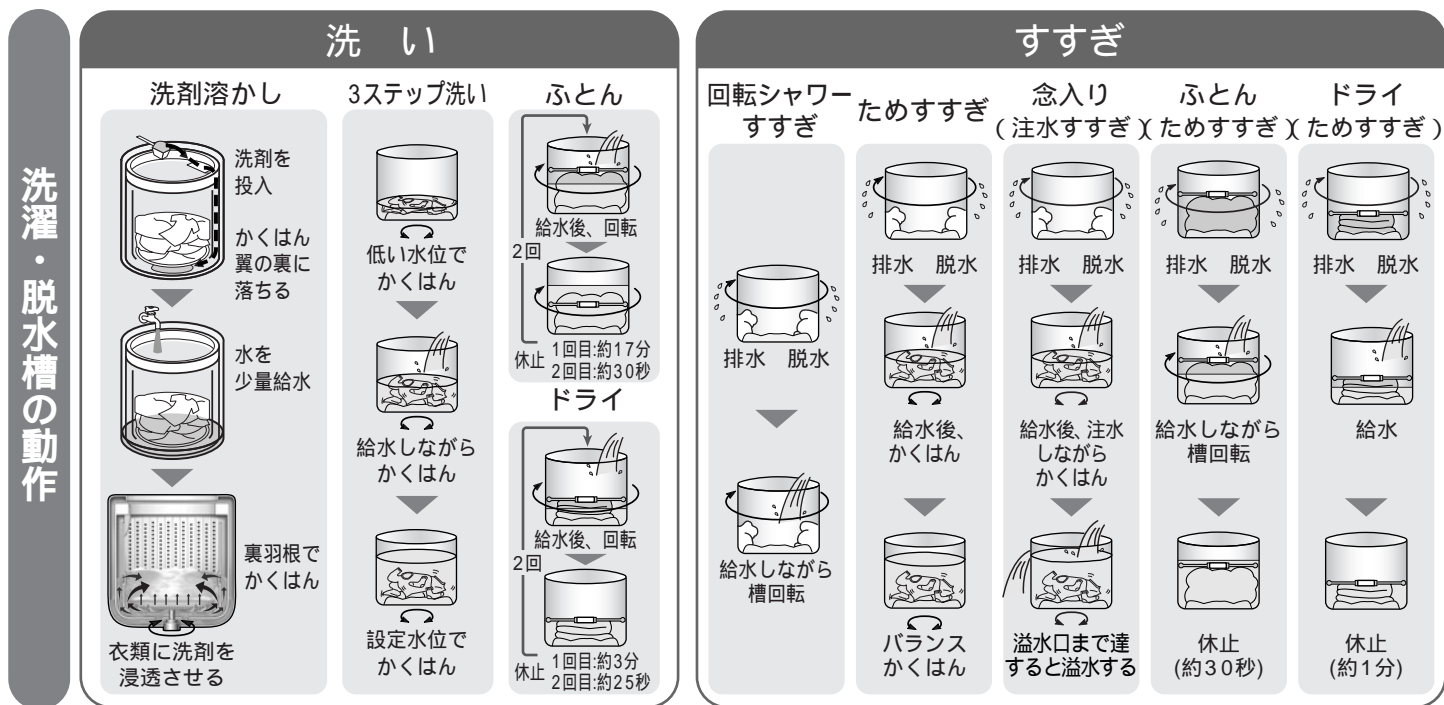 洗濯・脱水槽の動作
洗い
洗剤溶かし
洗剤を
投入
かくはん
翼の裏に
落ちる
水を
少量給水
裏羽根で
かくはん
衣類に洗剤を
浸透させる
3ステップ洗い
低い水位で
かくはん
給水しながら
かくはん
設定水位で
かくはん
ふとん
給水後、回転
2回
休止
1回目:約17分
2回目:約30秒
ドライ
給水後、回転
2回
休止
1回目:約3分
2回目:約25秒
すすぎ
回転シャワー
すすぎ
排水 脱水
給水しながら
槽回転
ためすすぎ
排水 脱水
給水後、
かくはん
バランス
かくはん
念入り
(注水すすぎ)
排水 脱水
給水後、注水
しながら
かくはん
溢水口まで達
すると溢水する
ふとん
(ためすすぎ)
排水 脱水
給水しながら
槽回転
休止
(約30秒)
ドライ
(ためすすぎ)
排水 脱水
給水
休止
(約1分)